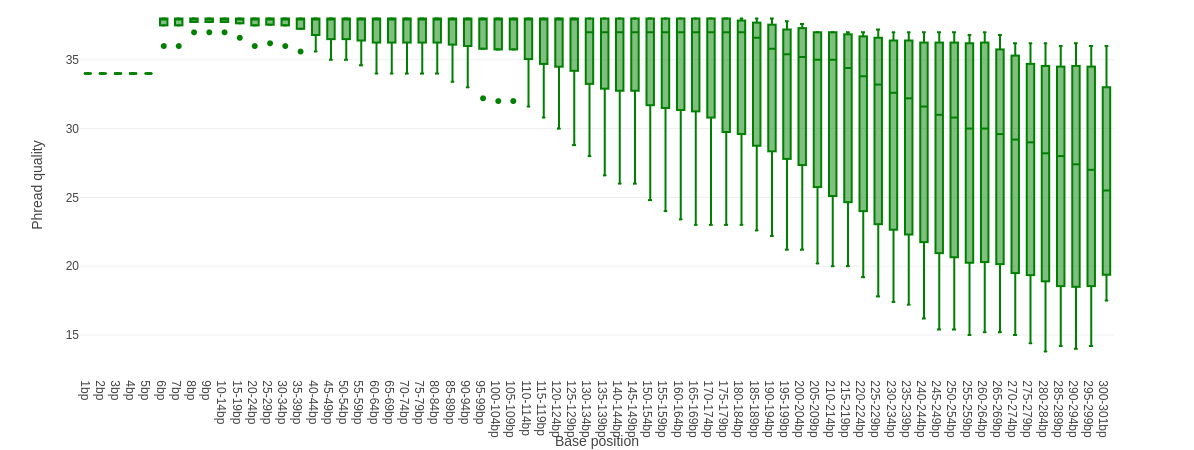 Phread quality
35
30
25
20
15
1bp
2bp
3bp
4bp
5bp
6bp
7bp
8bp
9bp
10-14bp
15-19bp
20-24bp
25-29bp
30-34bp
35-39bp
40-44bp
45-49bp
50-54bp
55-59bp
60-64bp
65-69bp
70-74bp
75-79bp
80-84bp
85-89bp
90-94bp
95-99bp
100-104bp
105-109bp
110-114bp
115-119bp
120-124bp
125-129bp
130-134bp
135-139bp
140-144bp
145-149bp
150-154bp
155-159bp
160-164bp
165-169bp
170-174bp
175-179bp
180-184bp
185-189bp
190-194bp
195-199bp
200-204bp
205-209bp
210-214bp
215-219bp
220-224bp
225-229bp
230-234bp
235-239bp
240-244bp
245-249bp
250-254bp
255-259bp
260-264bp
265-269bp
270-274bp
275-279bp
280-284bp
285-289bp
290-294bp
295-299bp
300-301bp
Base position